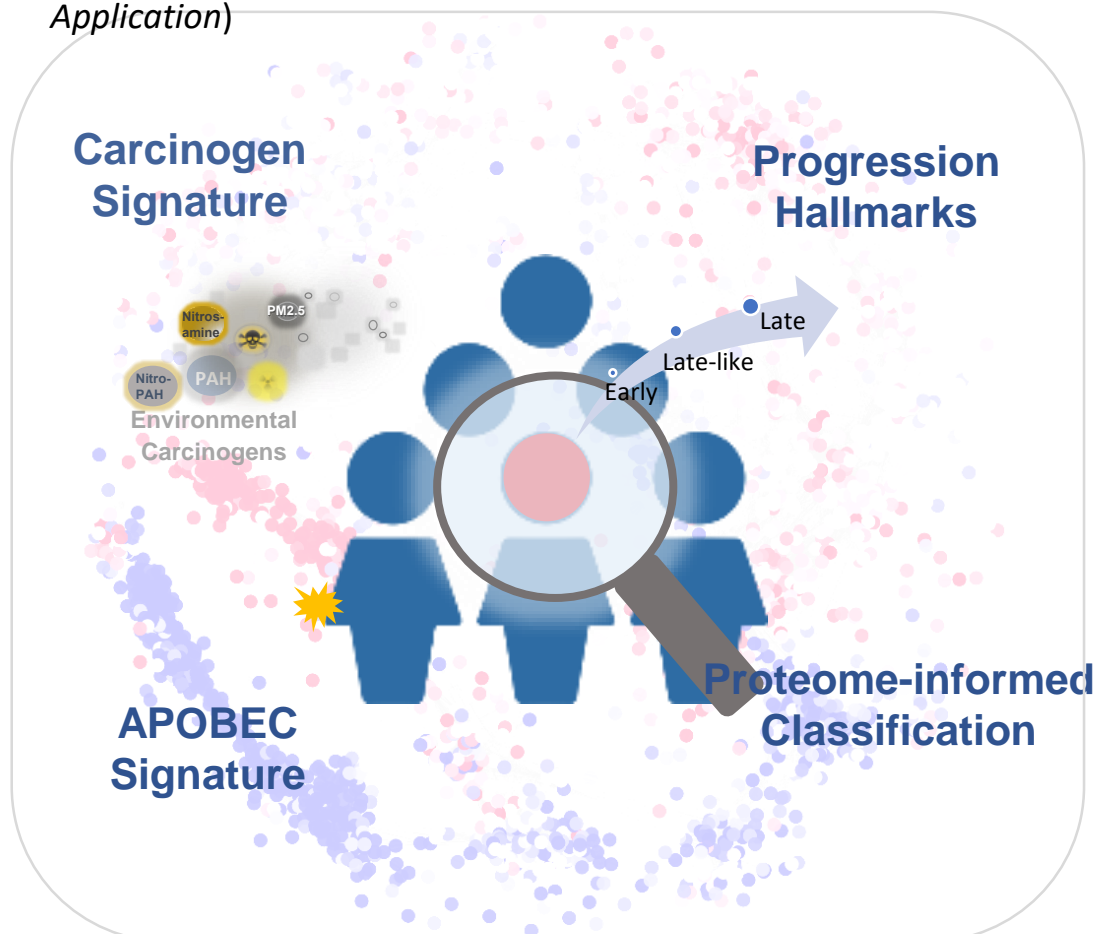 Application)
Carcinogen
Signature
Progression
Hallmarks
PM2.5
Nitros-
amine
Nitro-
PAH
PAH
Environmental
Carcinogens
Late
Late-like
Early
APOBEC
Signature
Proteome-informed
Classification